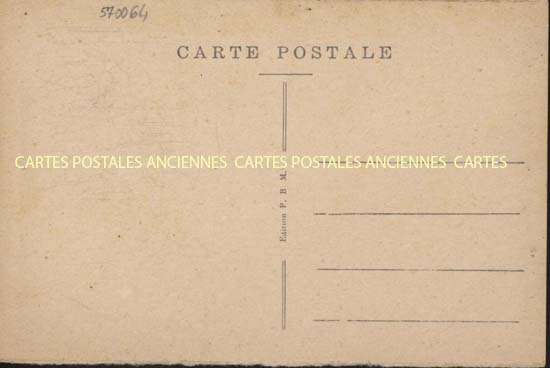 570064
CARTE POSTALE
CARTES POSTALES ANCIENNES CARTES POSTALES ANCIENNES CARTES
Edition P. B. M.